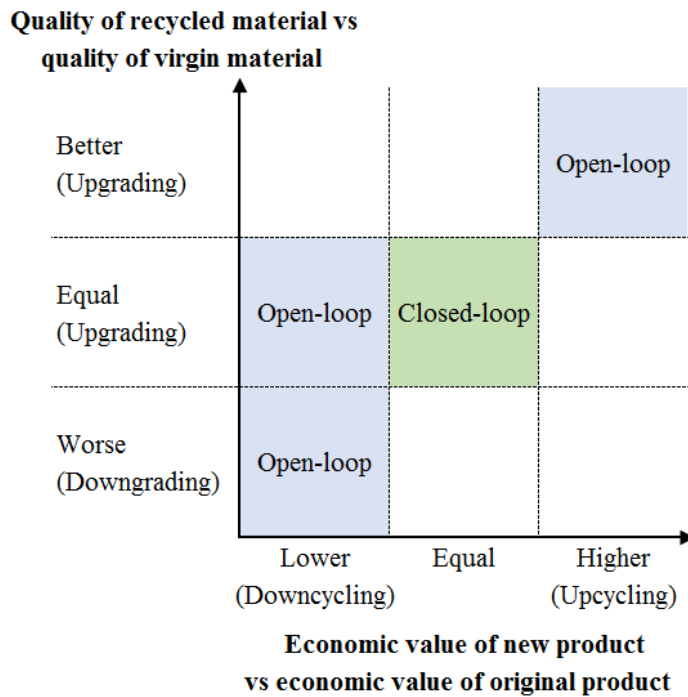 Quality of recycled material vs
quality of virgin material
Better
(Upgrading)
Open-loop
Equal
(Upgrading)
Open-loop
Closed-loop
Worse
(Downgrading)
Open-loop
Lower
(Downcycling)
Equal
Higher
(Upcycling)
Economic value of new product
vs economic value of original product